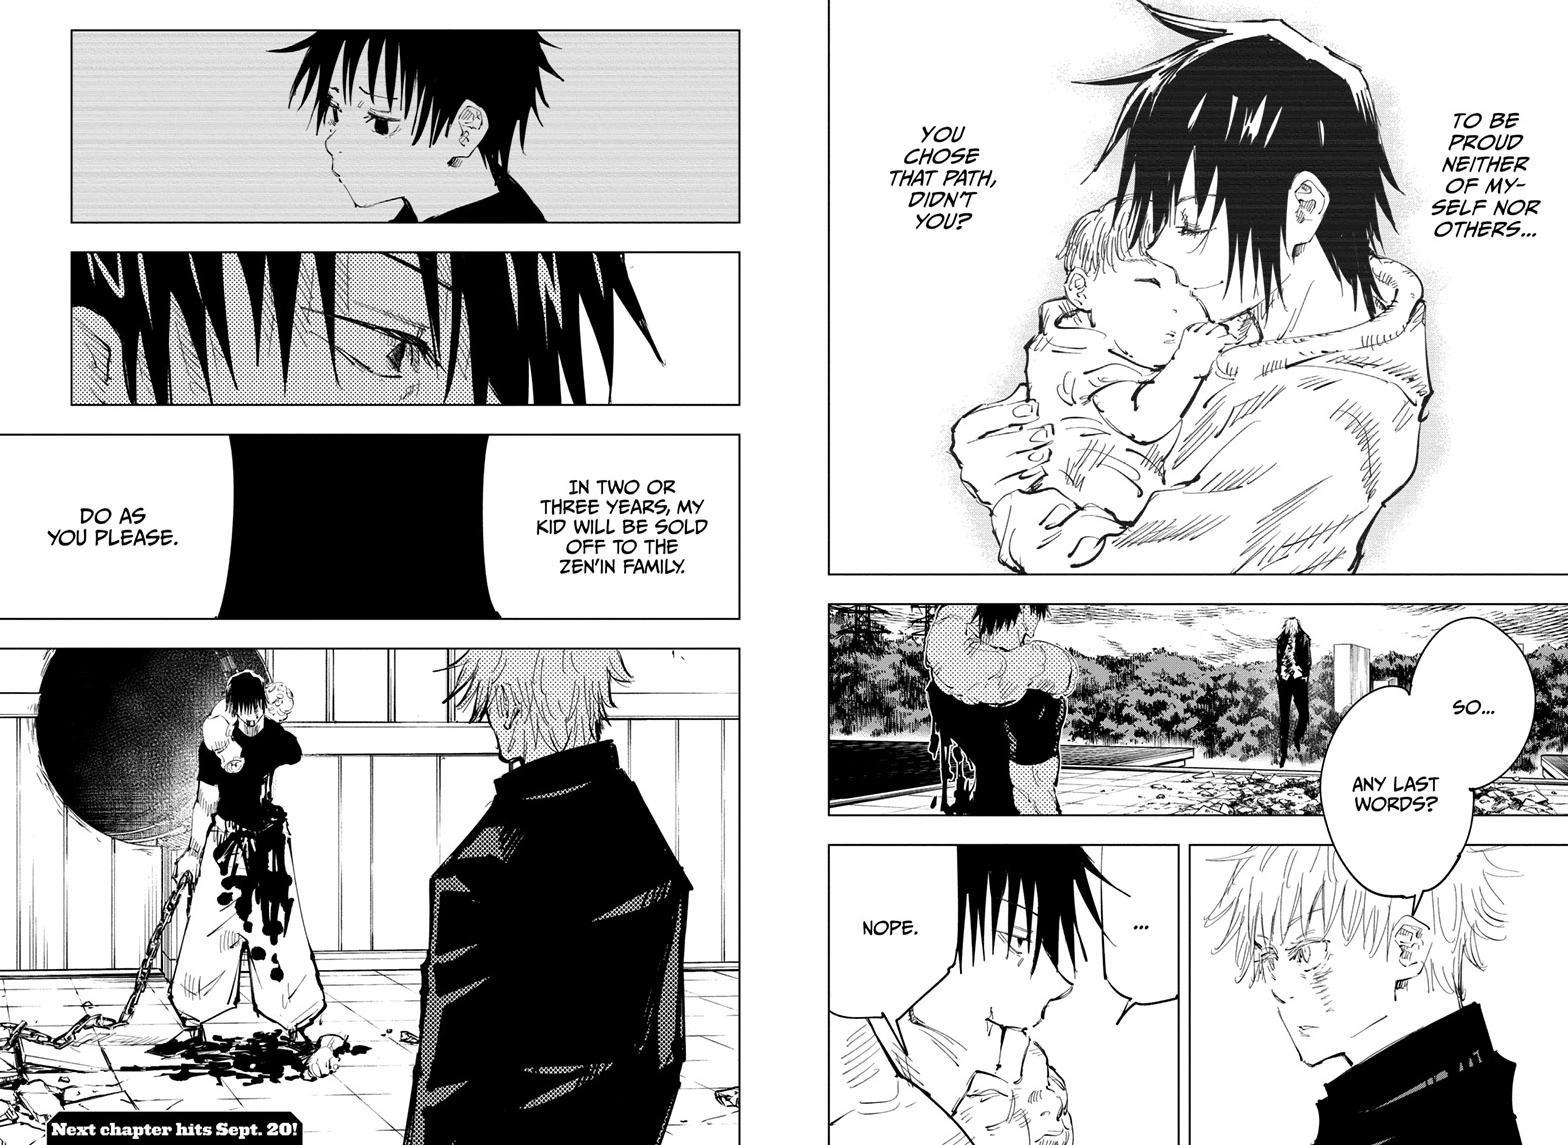 TO BE
PROUD
NEITHER
OF MY-
SELF NOR
OTHERS...
YOU
CHOSE
THAT PATH,
DIDN'T
YOU?
SO...
ANY LAST
WORDS?
...
NOPE.
IN TWO OR
THREE YEARS, MY
KID WILL BE SOLD
OFF TO THE
ZEN'IN FAMILY.
DO AS
YOU PLEASE.
Next chapter hits Sept. 20!